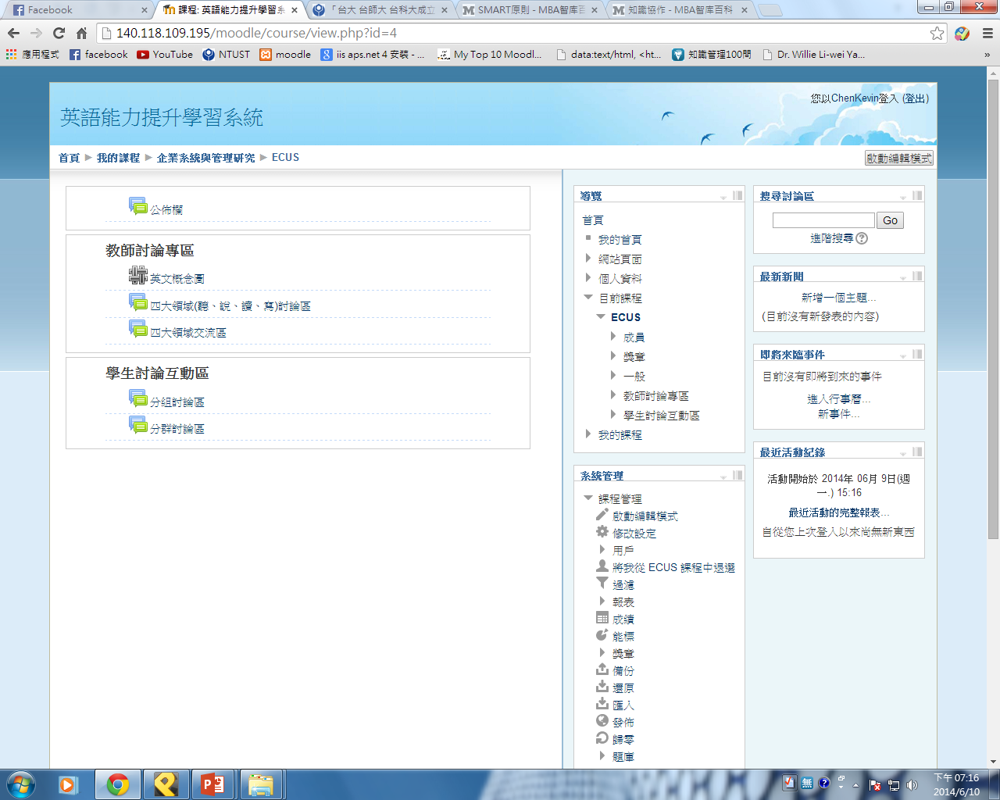 Facebook
課程: 英語能力提升學習系
「台大 台師大 台科大成立
SMART原則 - MBA智库百
知識協作 - MBA智库百科
140.118.109.195/moodle/course/view.php?id=4
應用程式
facebook
YouTube
NTUST
moodle
iis aps.net 4 安裝 - ...
My Top 10 Moodl...
data:text/html, <ht...
知識管理100問
Dr. Willie Li-wei Ya...
»
您以ChenKevin登入 (登出)
英語能力提升學習系統
首頁 ► 我的課程 ► 企業系統與管理研究 ► ECUS
啟動編輯模式
公佈欄
教師討論專區
英文概念圖
四大領域(聽、說、讀、寫)討論區
四大領域交流區
學生討論互動區
分組討論區
分群討論區
導覽
首頁
我的首頁
網站頁面
個人資料
目前課程
ECUS
成員
獎章
一般
教師討論專區
學生討論互動區
我的課程
系統管理
課程管理
啟動編輯模式
修改設定
用戶
將我從 ECUS 課程中退選
過濾
報表
成績
能標
獎章
備份
還原
匯入
發佈
歸零
題庫
搜尋討論區
Go
進階搜尋
最新新聞
新增一個主題...
(目前沒有新發表的內容)
即將來臨事件
目前沒有即將到來的事件
進入行事曆...
新事件...
最近活動紀錄
活動開始於 2014年 06月 9日(週
一.) 15:16
最近活動的完整報表...
自從您上次登入以來尚無新東西
無
下午 07:16
2014/6/10